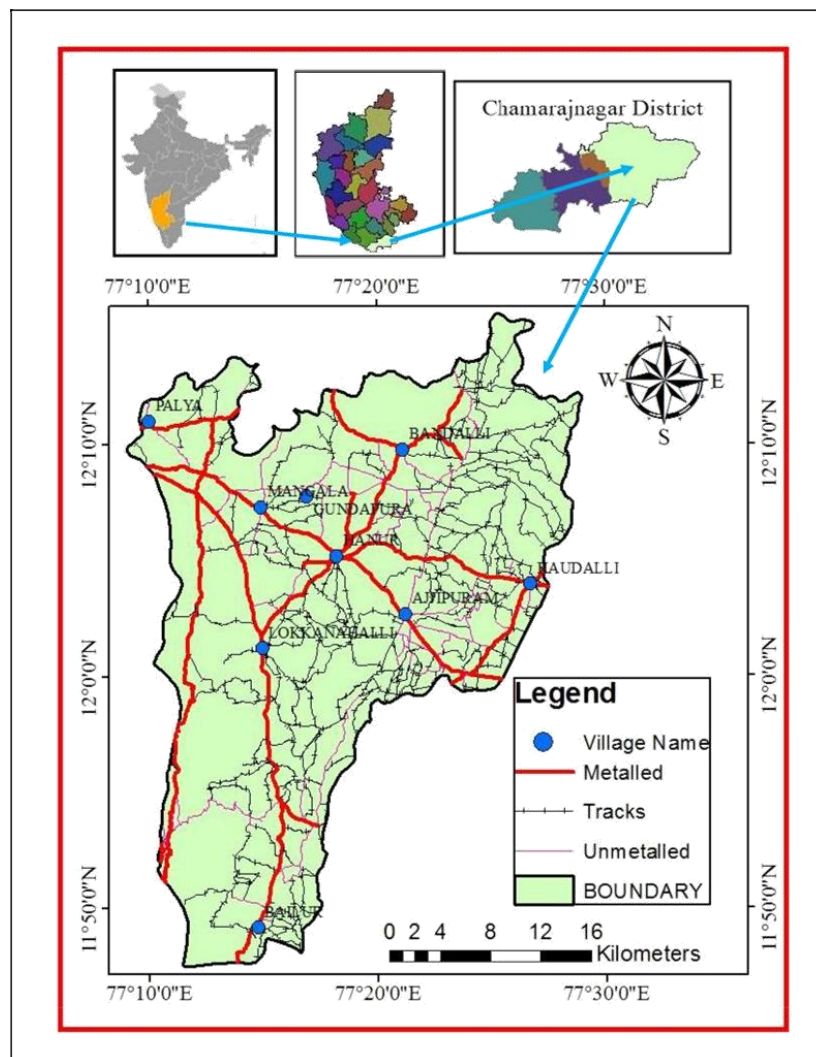 Chamarajnagar District
77°10'0"E 77°20'0"E 77°30'0"E
N
W E
S
PALYA
12°10'0"N 12°10'0"N
BANDALLI
MANGALA
GUNDAPURA
HANUR
KAUDALLI
AJJIPURAM
LOKKANAHALLI
12°0'0"N 12°0'0"N
Legend
Village Name
Metalled
Tracks
Unmetalled
BOUNDARY
11°50'0"N 11°50'0"N
BAILUR
0 2 4 8 12 16
Kilometers
77°10'0"E 77°20'0"E 77°30'0"E